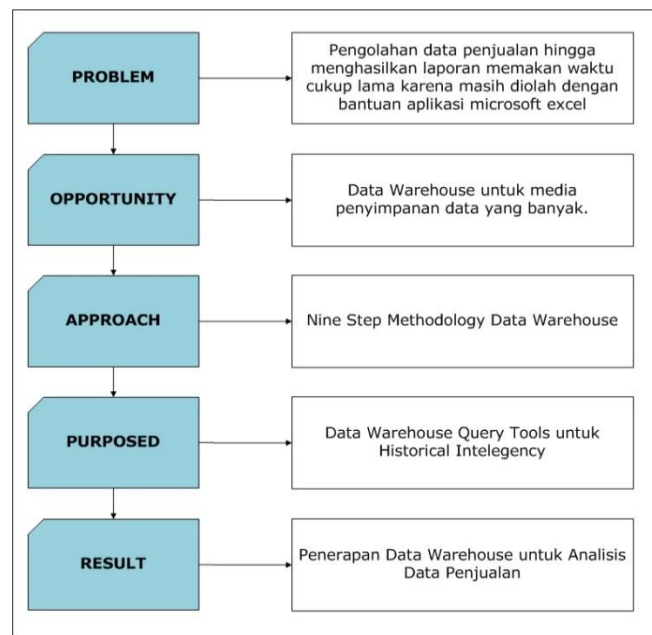 PROBLEM
Pengolahan data penjualan hingga
menghasilkan laporan memakan waktu
cukup lama karena masih diolah dengan
bantuan aplikasi microsoft excel
OPPORTUNITY
Data Warehouse untuk media
penyimpanan data yang banyak.
APPROACH
Nine Step Methodology Data Warehouse
PURPOSED
Data Warehouse Query Tools untuk
Historical Intelegency
RESULT
Penerapan Data Warehouse untuk Analisis
Data Penjualan